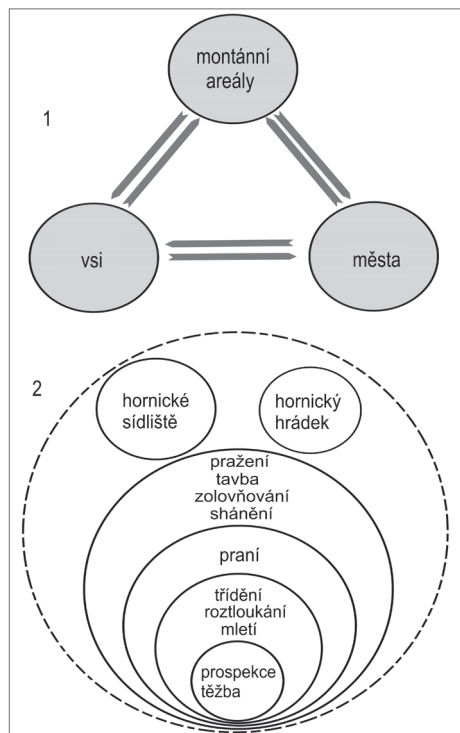 1
montánní
areály
vsi
města
2
hornické
sídliště
hornický
hrádek
pražení
tavba
zolovňování
shánění
praní
třídění
roztloukání
mletí
prospekce
těžba